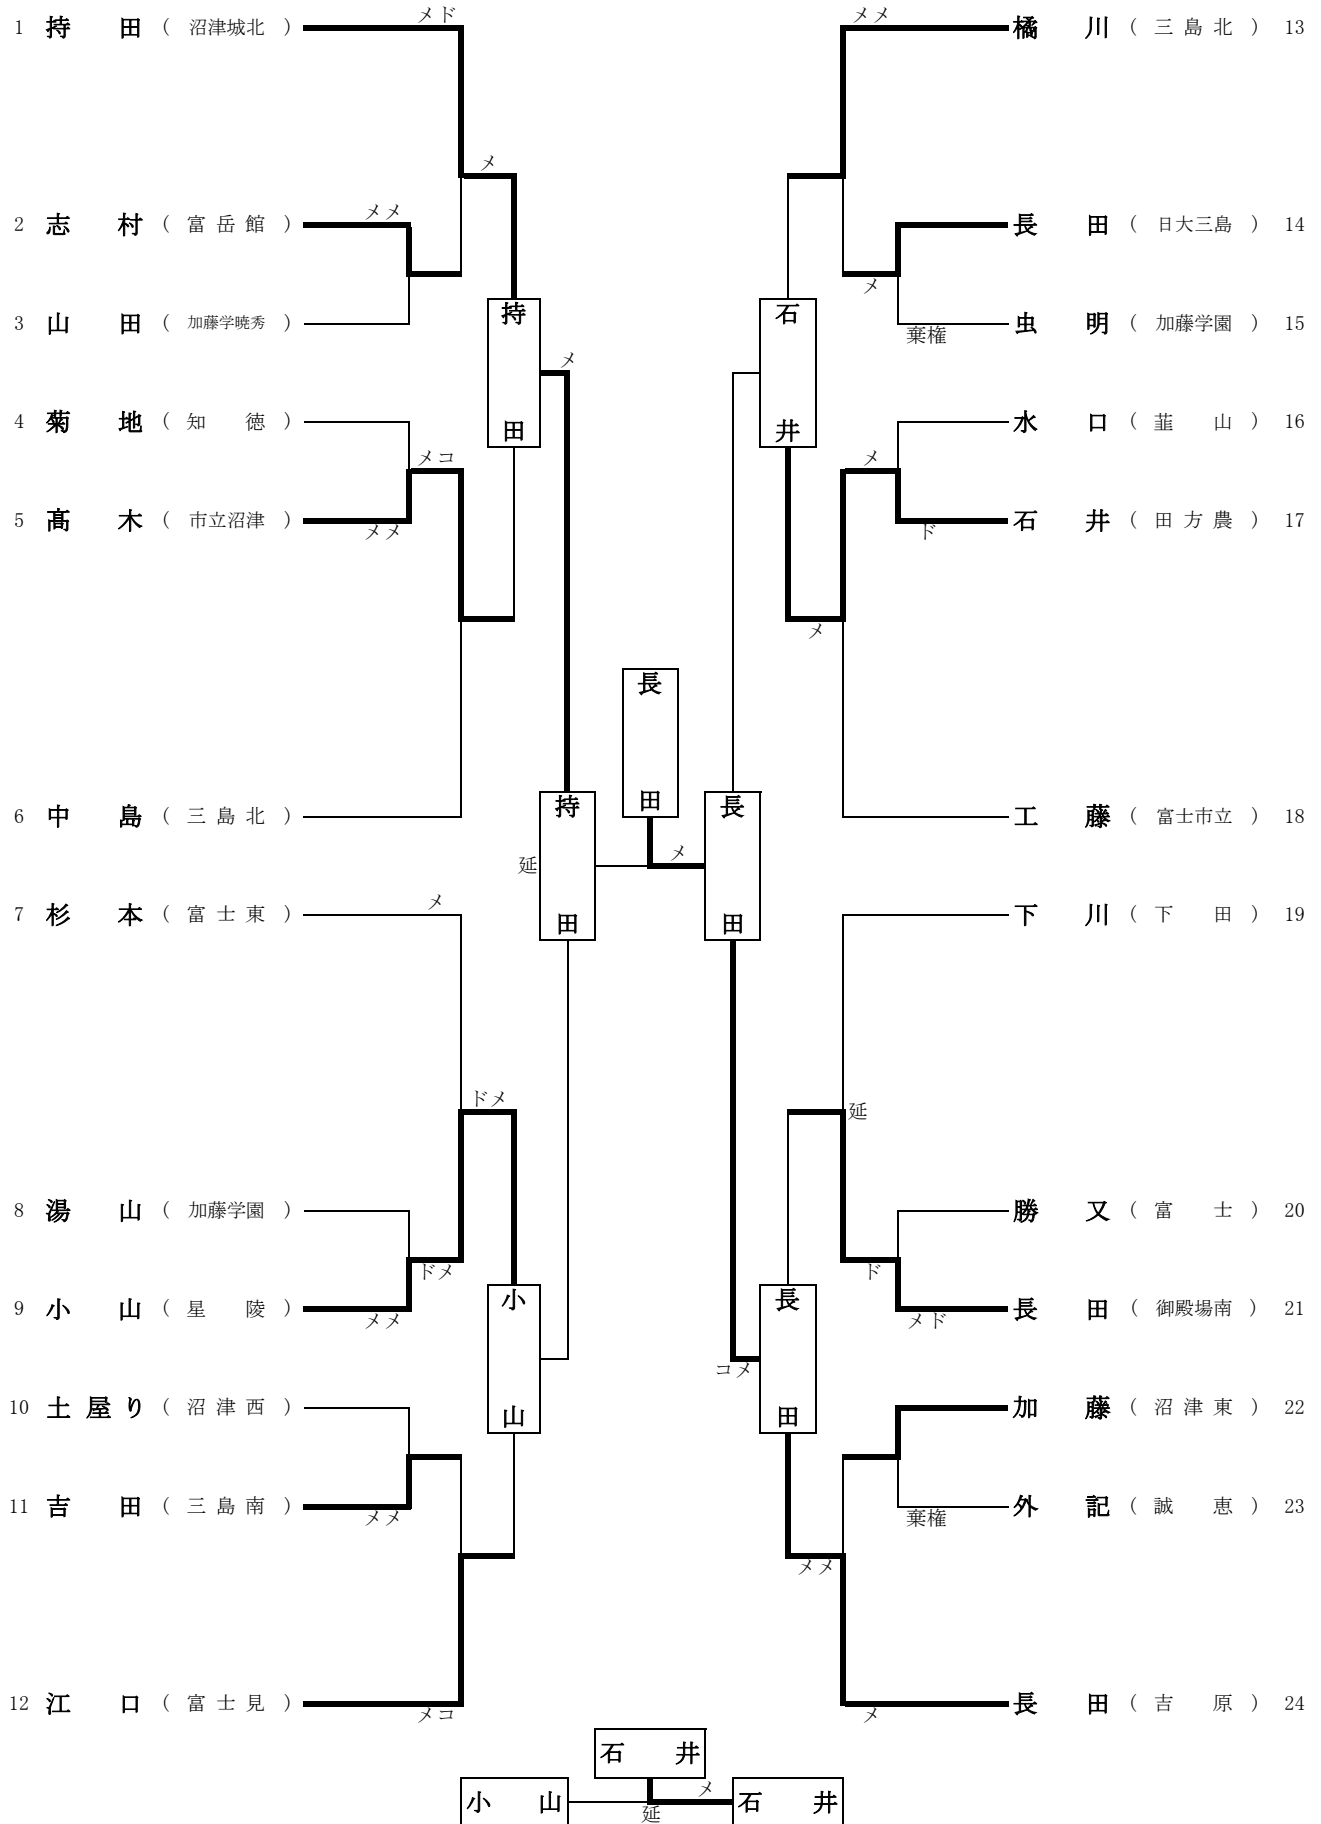 メド メメ
1 持 田 ( 沼津城北 ) 橘 川 ( 三 島 北 ) 13
メ
メメ
2 志 村 ( 富 岳 館 ) 長 田 ( 日大三島 ) 14
メ
持 田 石 井
3 山 田 ( 加藤学暁秀 ) 虫 明 ( 加藤学園 ) 15
棄権
メ
4 菊 地 ( 知 徳 ) 水 口 ( 韮 山 ) 16
メコ メ
5 髙 木 ( 市立沼津 ) 石 井 ( 田 方 農 ) 17
メメ ド
メ
長 田
持 田 長 田
6 中 島 ( 三 島 北 ) 工 藤 ( 富士市立 ) 18
延 メ
メ
7 杉 本 ( 富 士 東 ) 下 川 ( 下 田 ) 19
ドメ 延
8 湯 山 ( 加藤学園 ) 勝 又 ( 富 士 ) 20
ドメ ド
小 山 長 田
9 小 山 ( 星 陵 ) 長 田 ( 御殿場南 ) 21
メメ メド
コメ
10 土 屋 り ( 沼 津 西 ) 加 藤 ( 沼 津 東 ) 22
11 吉 田 ( 三 島 南 ) 外 記 ( 誠 恵 ) 23
メメ 棄権
メメ
12 江 口 ( 富 士 見 ) 長 田 ( 吉 原 ) 24
メコ メ
石 井
メ
小 山 石 井
延